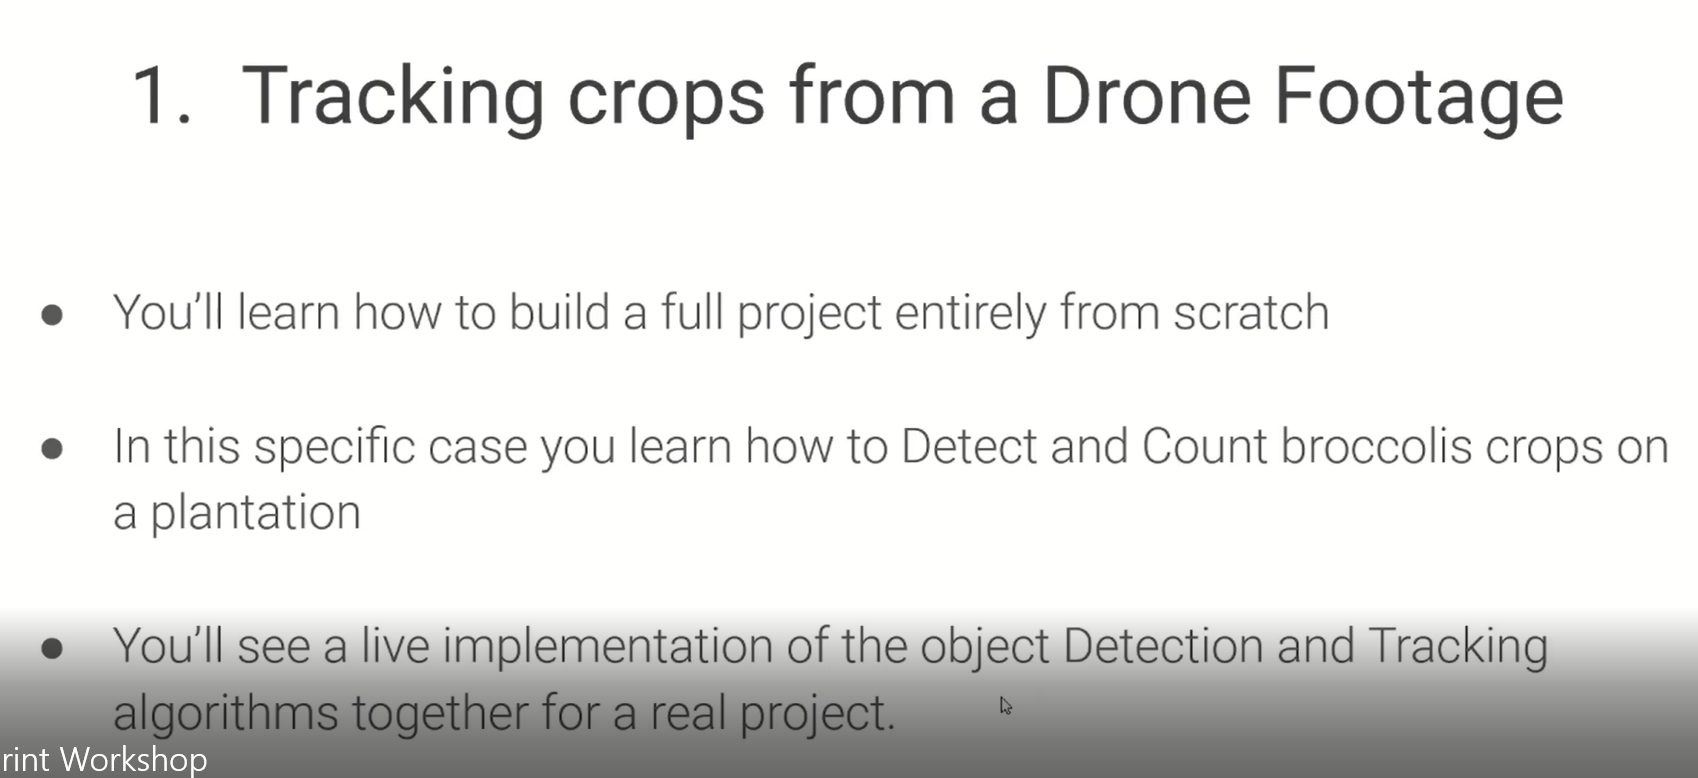 1. Tracking crops from a Drone Footage
● You'll learn how to build a full project entirely from scratch
● In this specific case you learn how to Detect and Count broccolis crops on
a plantation
● You'll see a live implementation of the object Detection and Tracking
algorithms together for a real project.
rint Workshop